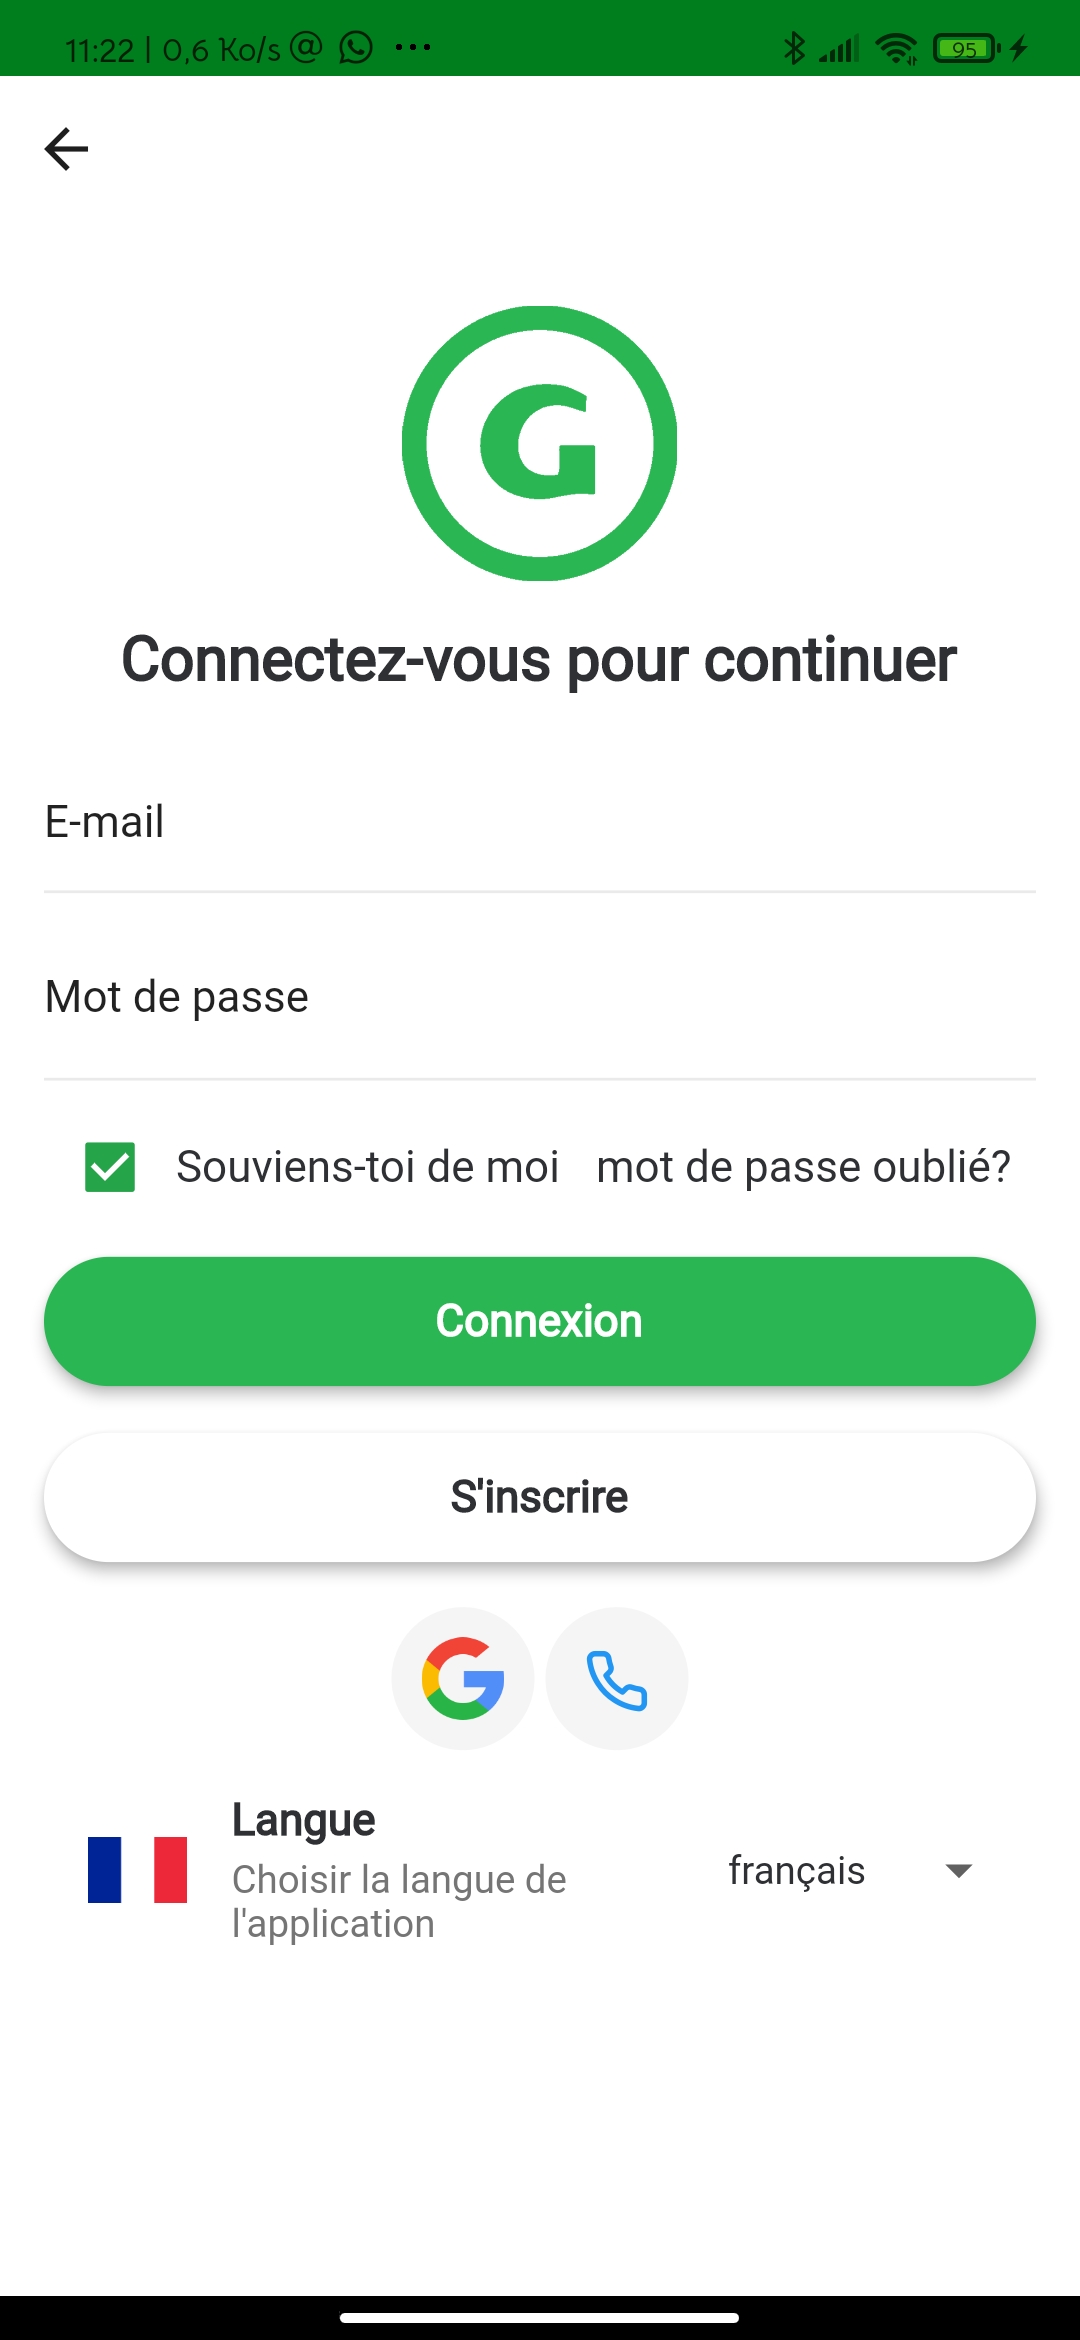 11:22 | 0,6 Ko/s @ ...
95
G
Connectez-vous pour continuer
E-mail
Mot de passe
Souviens-toi de moi mot de passe oublié?
Connexion
S'inscrire
G
Langue
Choisir la langue de
l'application
français